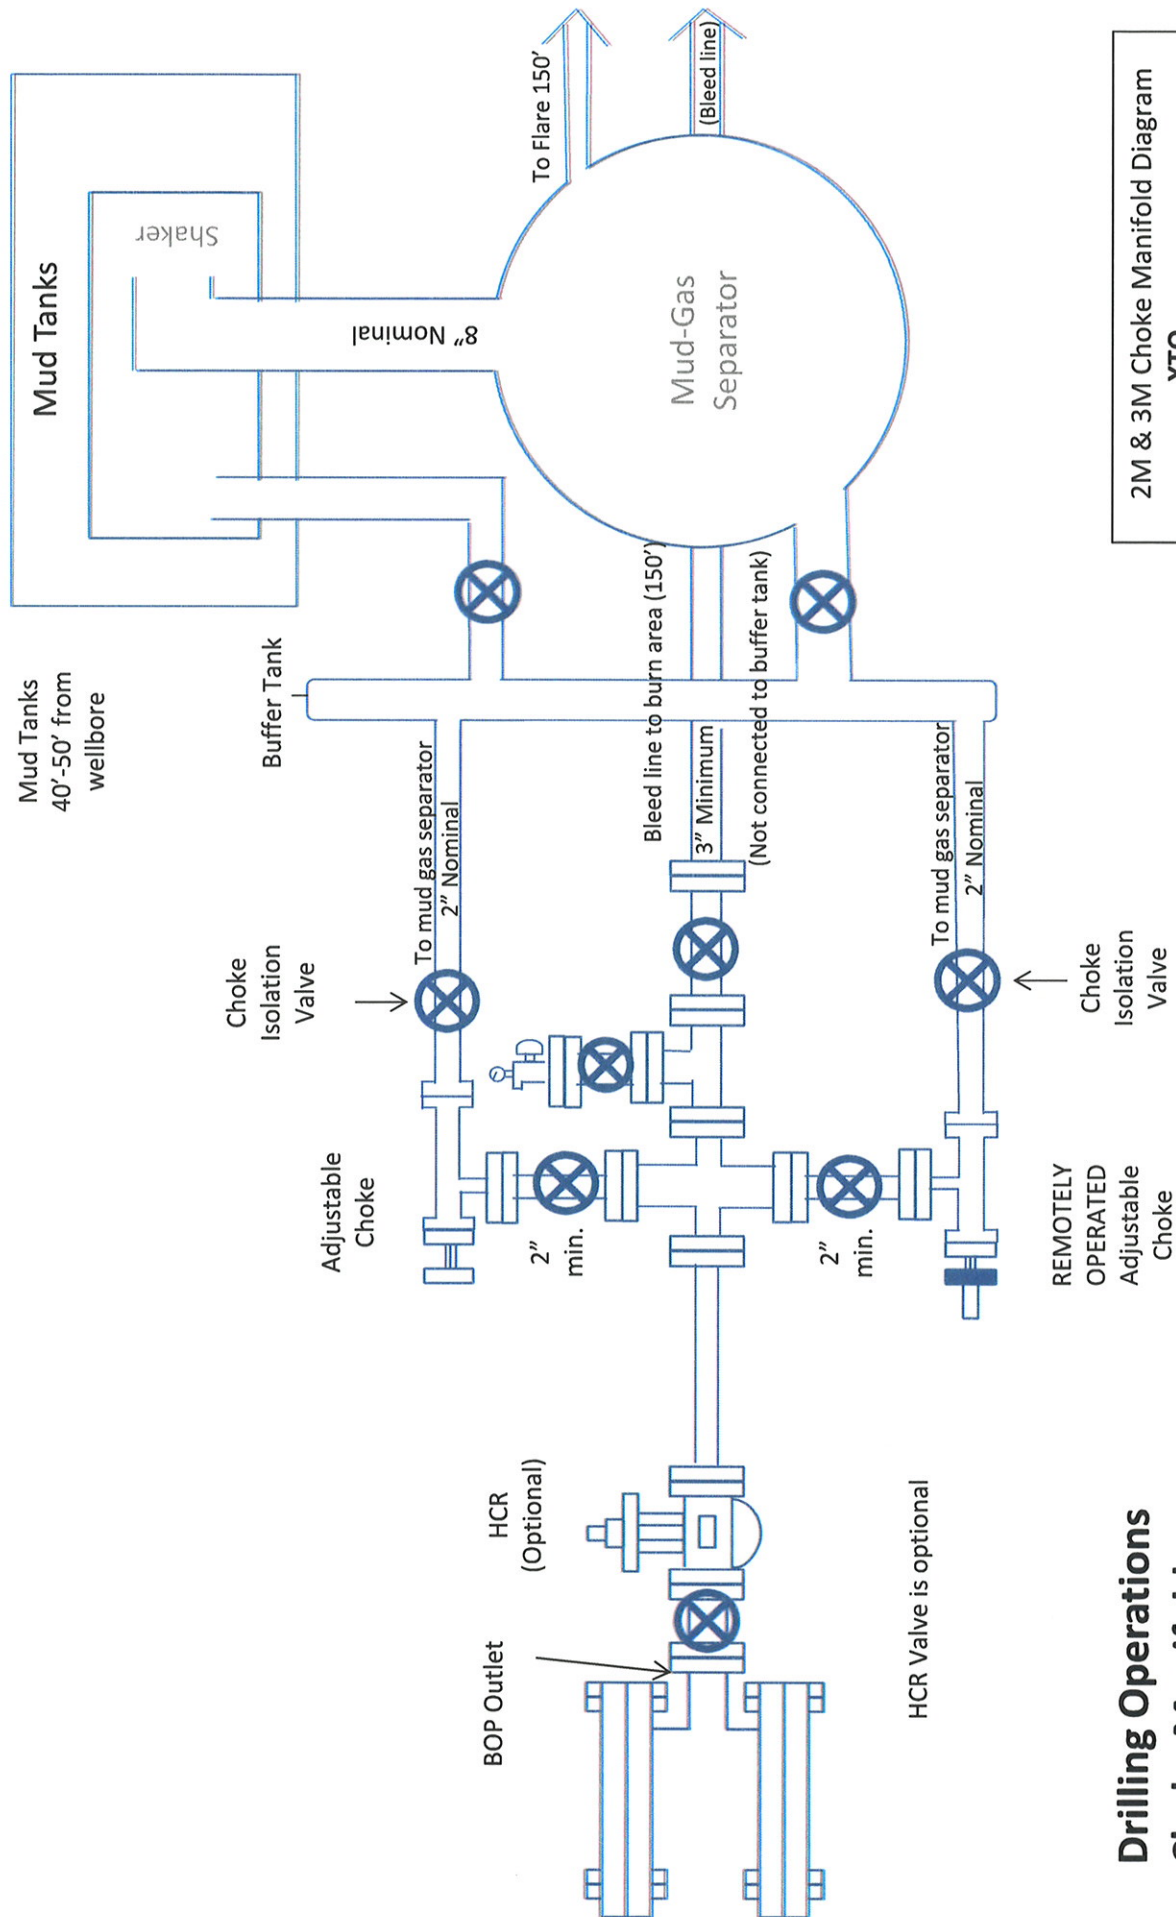 Mud Tanks
40'-50' from
wellbore
Mud Tanks
Shaker
8" Nominal
Buffer Tank
To Flare 150'
(Bleed line)
Mud-Gas
Separator
Choke
Isolation
Valve
To mud gas separator
2" Nominal
Adjustable
Choke
2"
min.
Bleed line to burn area (150')
3" Minimum
(Not connected to buffer tank)
2"
min.
To mud gas separator
2" Nominal
Choke
Isolation
Valve
REMOTELY
OPERATED
Adjustable
Choke
BOP Outlet
HCR
(Optional)
HCR Valve is optional
Drilling Operations
2M & 3M Choke Manifold Diagram
XTO